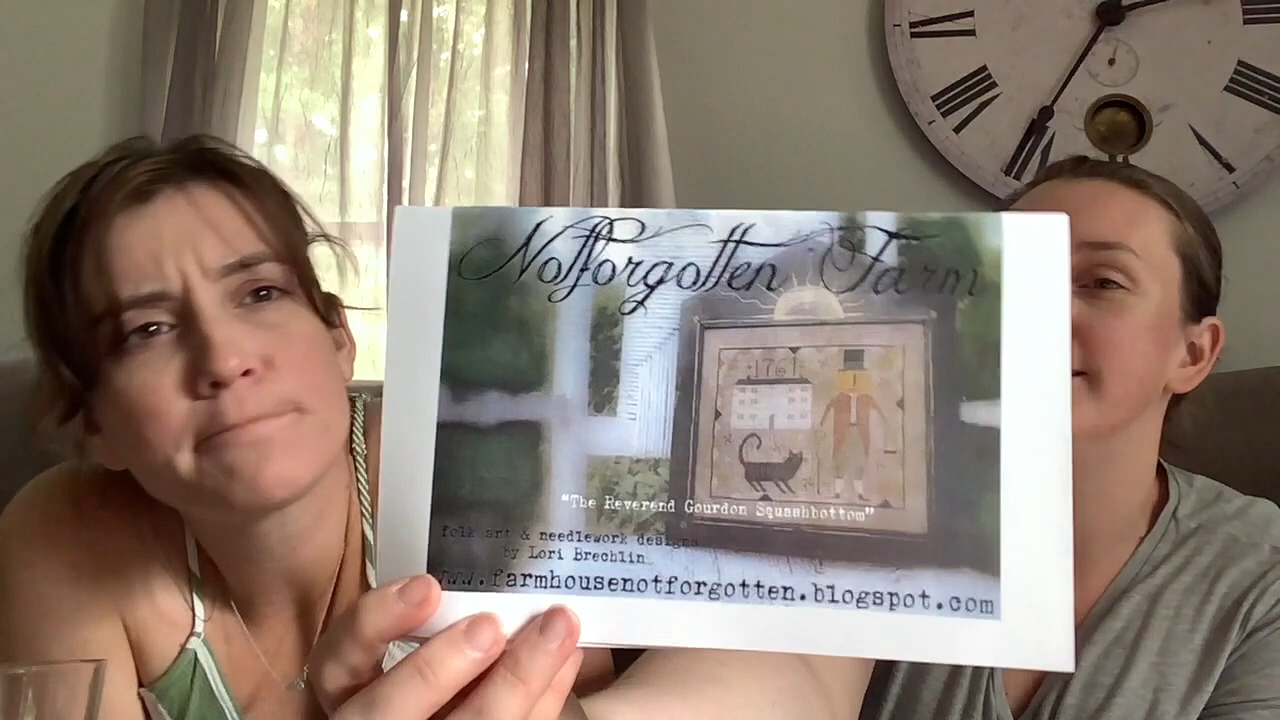 Notforgotten Farm
1761
"The Reverend Gourdon Squashbottom"
folk art & needlework designs
by Lori Brechlin
www.farmhousenotforgotten.blogspot.com